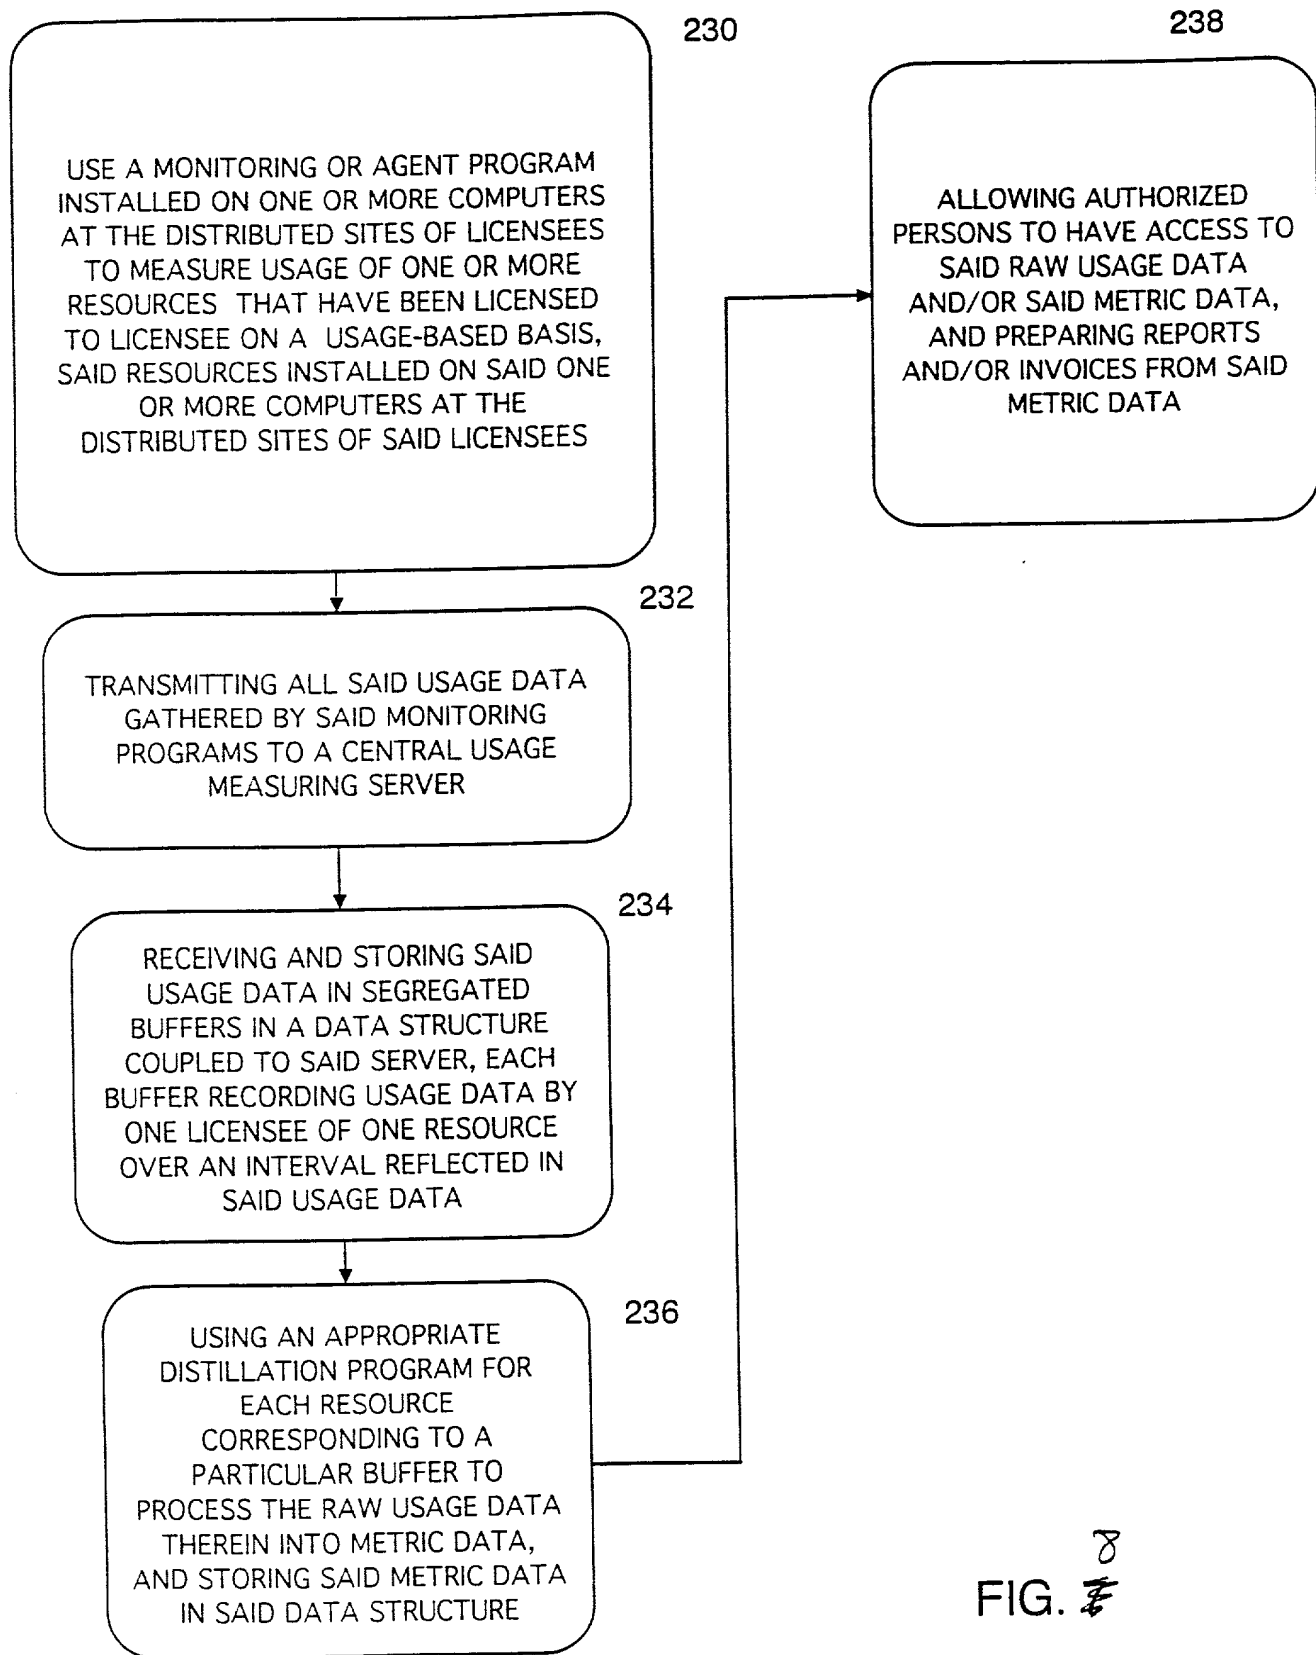 230
USE A MONITORING OR AGENT PROGRAM
INSTALLED ON ONE OR MORE COMPUTERS
AT THE DISTRIBUTED SITES OF LICENSEES
TO MEASURE USAGE OF ONE OR MORE
RESOURCES THAT HAVE BEEN LICENSED
TO LICENSEE ON A USAGE-BASED BASIS,
SAID RESOURCES INSTALLED ON SAID ONE
OR MORE COMPUTERS AT THE
DISTRIBUTED SITES OF SAID LICENSEES
232
TRANSMITTING ALL SAID USAGE DATA
GATHERED BY SAID MONITORING
PROGRAMS TO A CENTRAL USAGE
MEASURING SERVER
234
RECEIVING AND STORING SAID
USAGE DATA IN SEGREGATED
BUFFERS IN A DATA STRUCTURE
COUPLED TO SAID SERVER, EACH
BUFFER RECORDING USAGE DATA BY
ONE LICENSEE OF ONE RESOURCE
OVER AN INTERVAL REFLECTED IN
SAID USAGE DATA
236
USING AN APPROPRIATE
DISTILLATION PROGRAM FOR
EACH RESOURCE
CORRESPONDING TO A
PARTICULAR BUFFER TO
PROCESS THE RAW USAGE DATA
THEREIN INTO METRIC DATA,
AND STORING SAID METRIC DATA
IN SAID DATA STRUCTURE
238
ALLOWING AUTHORIZED
PERSONS TO HAVE ACCESS TO
SAID RAW USAGE DATA
AND/OR SAID METRIC DATA,
AND PREPARING REPORTS
AND/OR INVOICES FROM SAID
METRIC DATA
8
FIG.